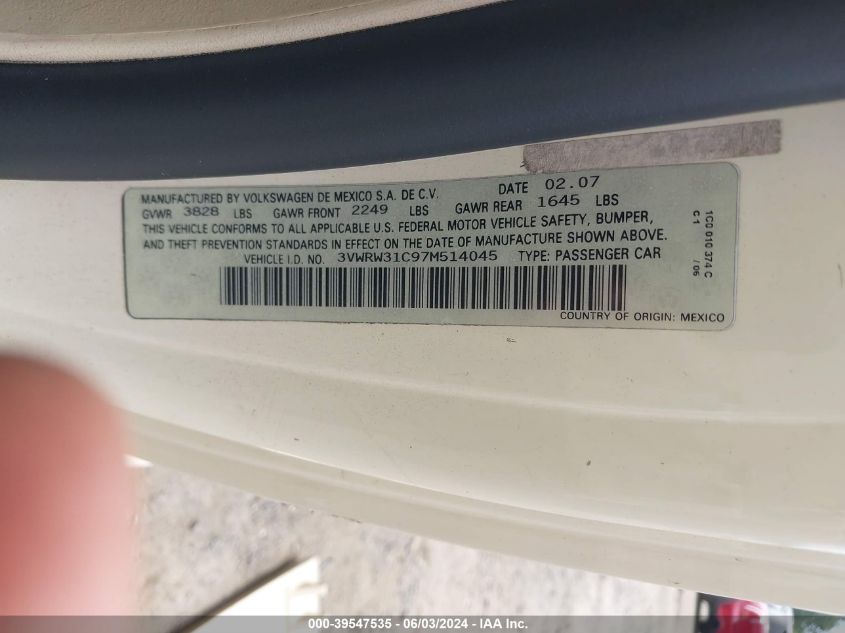 MANUFACTURED BY VOLKSWAGEN DE MEXICO S.A. DE C.V. DATE 02.07
GVWR 3828 LBS GAWR FRONT 2249 LBS GAWR REAR 1645 LBS
THIS VEHICLE CONFORMS TO ALL APPLICABLE U.S. FEDERAL MOTOR VEHICLE SAFETY, BUMPER,
AND THEFT PREVENTION STANDARDS IN EFFECT ON THE DATE OF MANUFACTURE SHOWN ABOVE.
VEHICLE I.D. NO. 3VWRW31C97M514045 TYPE: PASSENGER CAR
COUNTRY OF ORIGIN: MEXICO
1C0 010 374 C
C 1 / 06
000-39547535 - 06/03/2024 - IAA Inc.